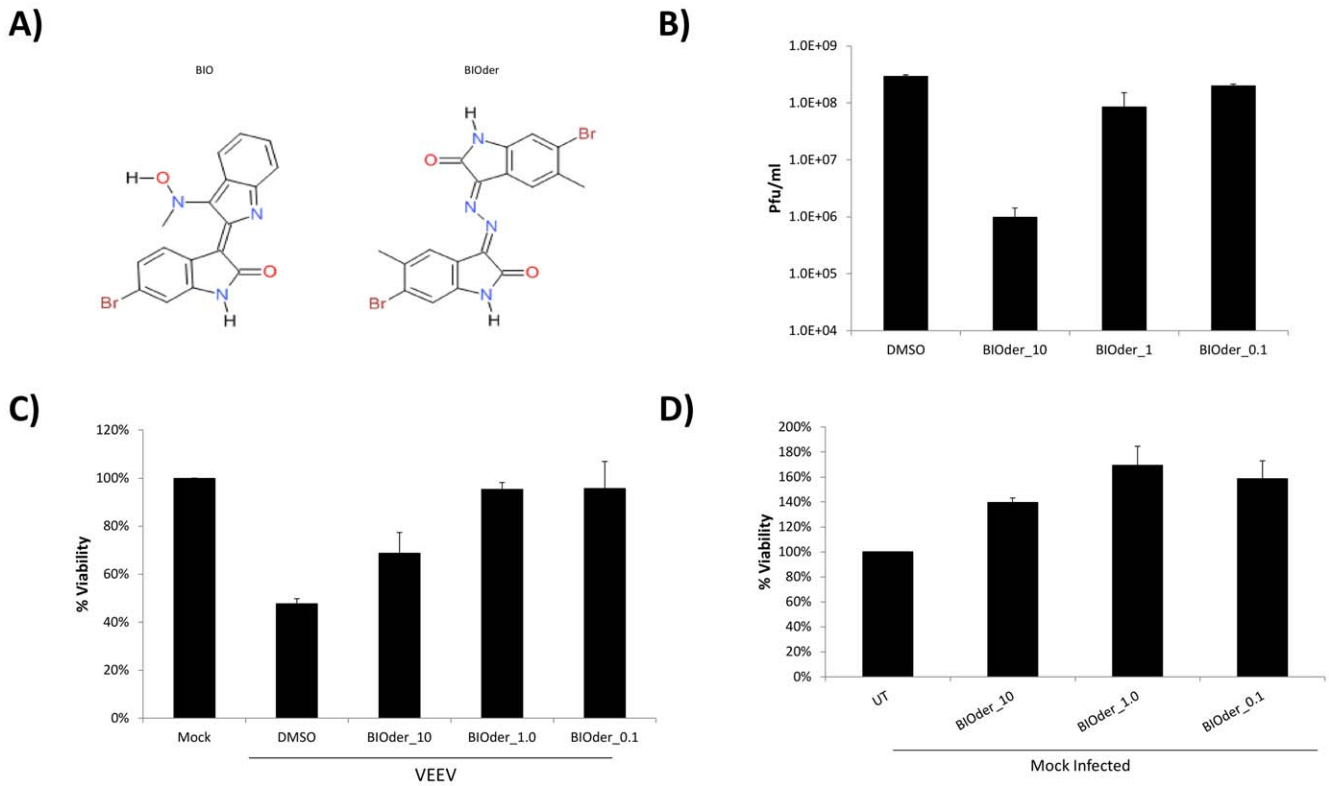 A)
BIO
BIOder
H
O
N
N
Br
N
H
O
H
N
O
Br
N
N
O
Br
N
H
B)
Pfu/ml
1.0E+09
1.0E+08
1.0E+07
1.0E+06
1.0E+05
1.0E+04
DMSO BIOder_10 BIOder_1 BIOder_0.1
C)
% Viability
120%
100%
80%
60%
40%
20%
0%
Mock DMSO BIOder_10 BIOder_1.0 BIOder_0.1
VEEV
D)
% Viability
200%
180%
160%
140%
120%
100%
80%
60%
40%
20%
0%
UT BIOder_10 BIOder_1.0 BIOder_0.1
Mock Infected